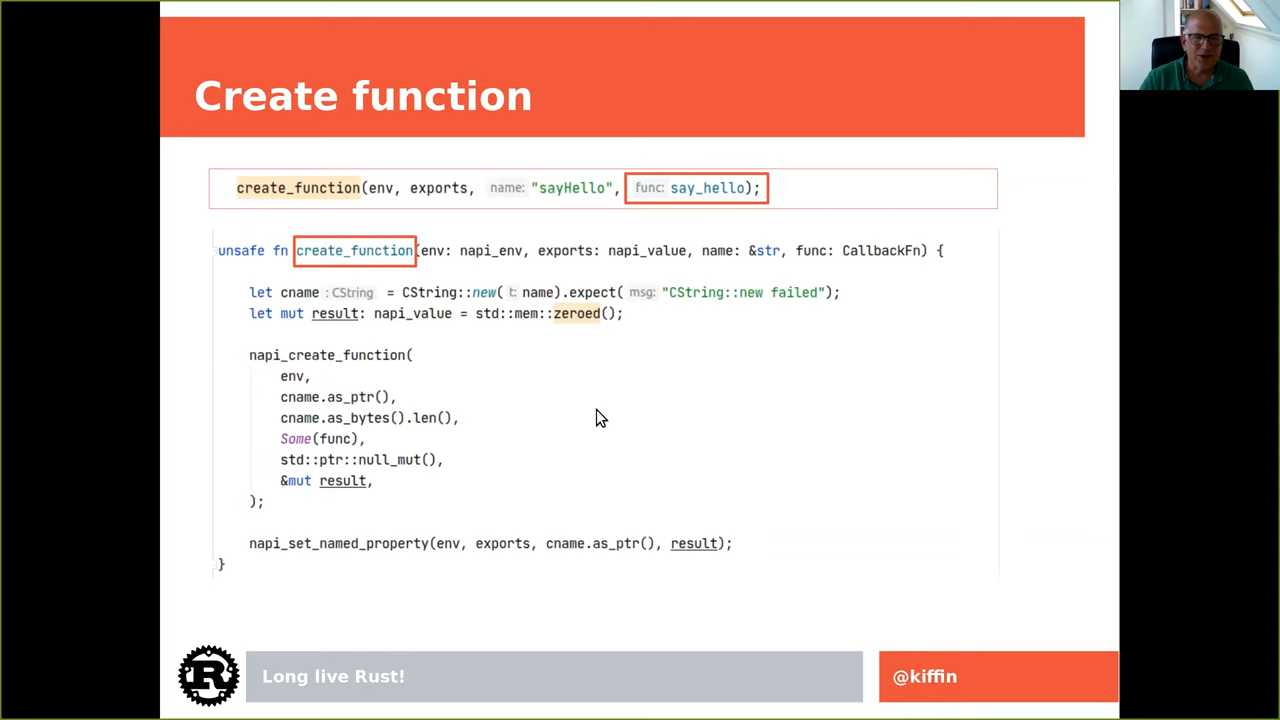 Create function
create_function(env, exports, name: "sayHello", func: say_hello);
unsafe fn create_function(env: napi_env, exports: napi_value, name: &str, func: CallbackFn) {
let cname : CString = CString::new( t: name).expect( msg: "CString::new failed");
let mut result: napi_value = std::mem::zeroed();
napi_create_function(
env,
cname.as_ptr(),
cname.as_bytes().len(),
Some(func),
std::ptr::null_mut(),
&mut result,
);
napi_set_named_property(env, exports, cname.as_ptr(), result);
}
R
Long live Rust!
@kiffin